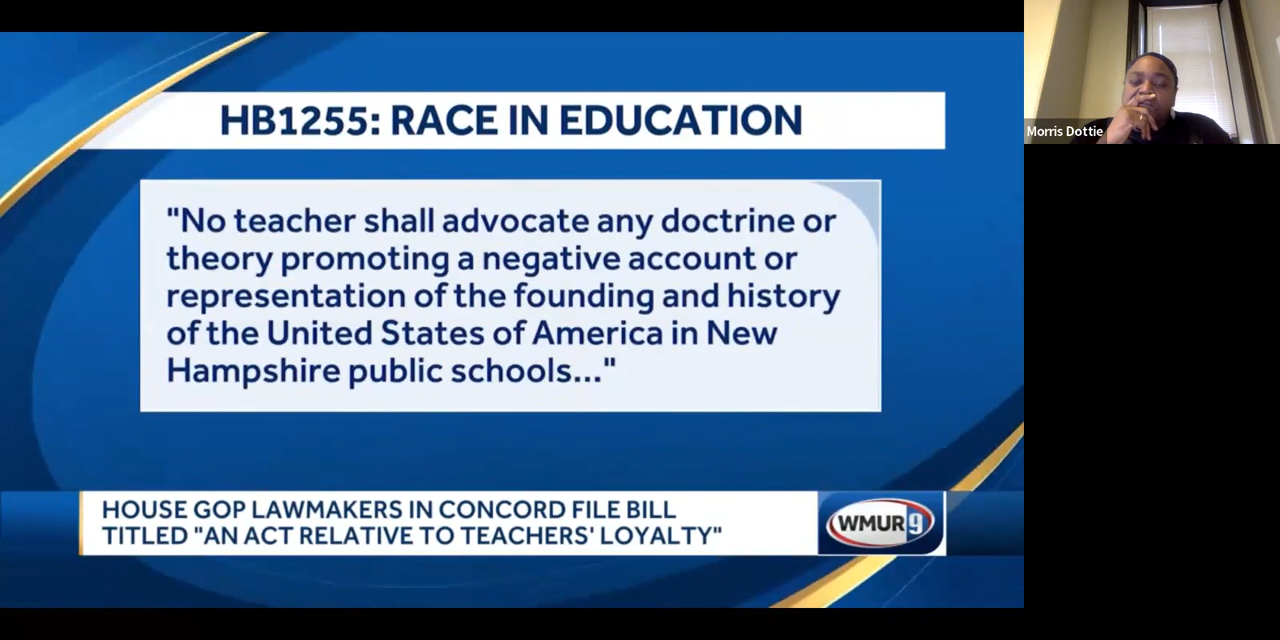 HB1255: RACE IN EDUCATION
"No teacher shall advocate any doctrine or
theory promoting a negative account or
representation of the founding and history
of the United States of America in New
Hampshire public schools..."
HOUSE GOP LAWMAKERS IN CONCORD FILE BILL
TITLED "AN ACT RELATIVE TO TEACHERS' LOYALTY"
WMUR 9
Morris Dottie